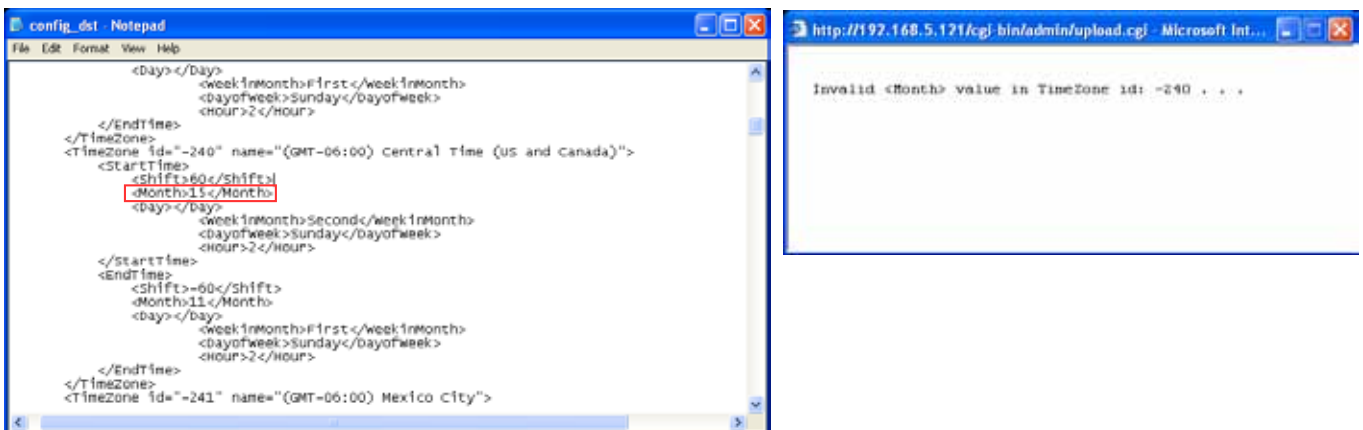 config_dst - Notepad
File Edit Format View Help
<Day></Day>
<WeekInMonth>First</WeekInMonth>
<DayofWeek>Sunday</DayofWeek>
<Hour>2</Hour>
</EndTime>
</TimeZone>
<TimeZone id="-240" name="(GMT-06:00) Central Time (US and Canada)">
<StartTime>
<Shift>60</Shift>
<Month>15</Month>
<Day></Day>
<WeekInMonth>Second</WeekInMonth>
<DayofWeek>Sunday</DayofWeek>
<Hour>2</Hour>
</StartTime>
<EndTime>
<Shift>-60</Shift>
<Month>11</Month>
<Day></Day>
<WeekInMonth>First</WeekInMonth>
<DayofWeek>Sunday</DayofWeek>
<Hour>2</Hour>
</EndTime>
</TimeZone>
<TimeZone id="-241" name="(GMT-06:00) Mexico City">
http://192.168.5.121/cgi-bin/admin/upload.cgi - Microsoft Int...
Invalid <Month> value in TimeZone id: -240 . . .